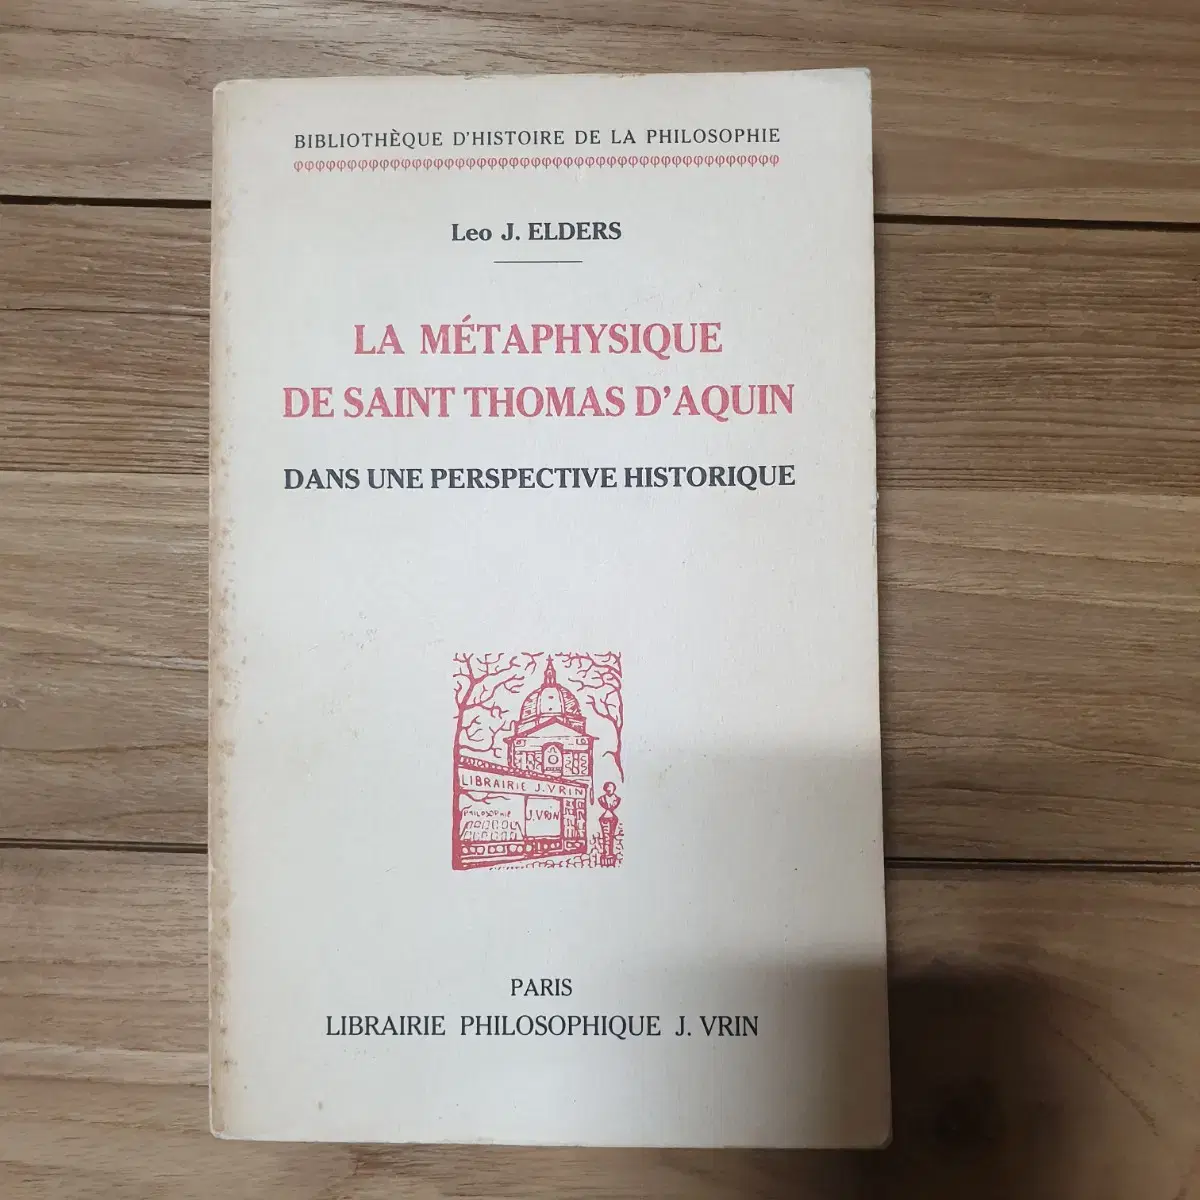 BIBLIOTHÈQUE D'HISTOIRE DE LA PHILOSOPHIE
φφφφφφφφφφφφφφφφφφφφφφφφφφφφφφφφφφφφφφφφφφφφφφφφφφφφφφφ
Leo J. ELDERS
LA MÉTAPHYSIQUE
DE SAINT THOMAS D'AQUIN
DANS UNE PERSPECTIVE HISTORIQUE
LIBRAIRIE J. VRIN
PHILOSOPHIE
J. VRIN
PARIS
LIBRAIRIE PHILOSOPHIQUE J. VRIN